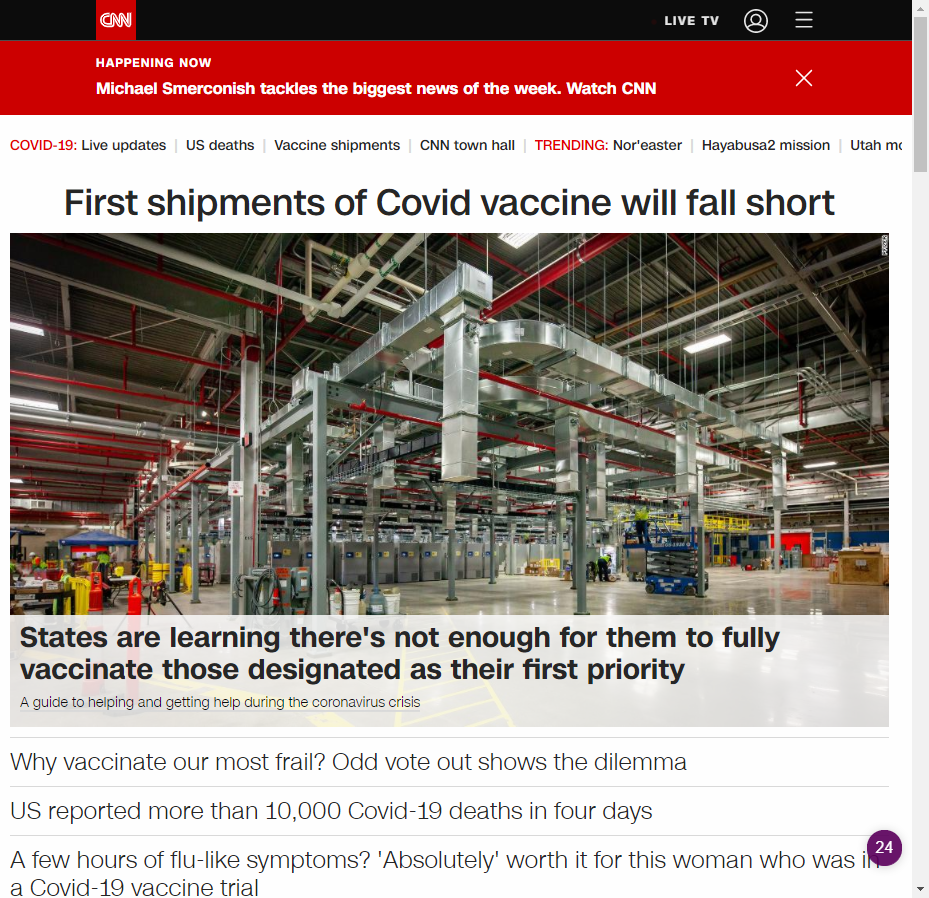 CNN
LIVE TV
HAPPENING NOW
Michael Smerconish tackles the biggest news of the week. Watch CNN
COVID-19: Live updates | US deaths | Vaccine shipments | CNN town hall | TRENDING: Nor'easter | Hayabusa2 mission | Utah mo
First shipments of Covid vaccine will fall short
States are learning there's not enough for them to fully
vaccinate those designated as their first priority
A guide to helping and getting help during the coronavirus crisis
Why vaccinate our most frail? Odd vote out shows the dilemma
US reported more than 10,000 Covid-19 deaths in four days
24
A few hours of flu-like symptoms? 'Absolutely' worth it for this woman who was in
a Covid-19 vaccine trial